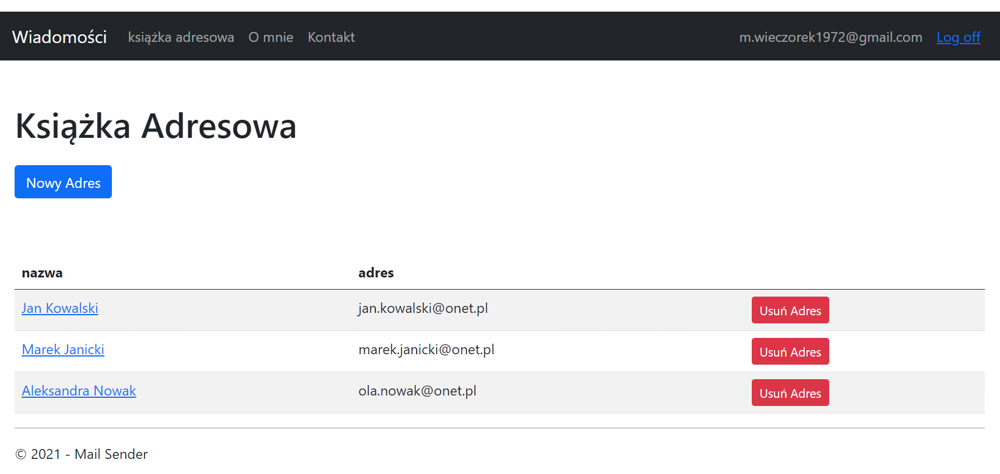 Wiadomości książka adresowa O mnie Kontakt m.wieczorek1972@gmail.com Log off
Książka Adresowa
Nowy Adres
nazwa adres
Jan Kowalski jan.kowalski@onet.pl Usuń Adres
Marek Janicki marek.janicki@onet.pl Usuń Adres
Aleksandra Nowak ola.nowak@onet.pl Usuń Adres
© 2021 - Mail Sender